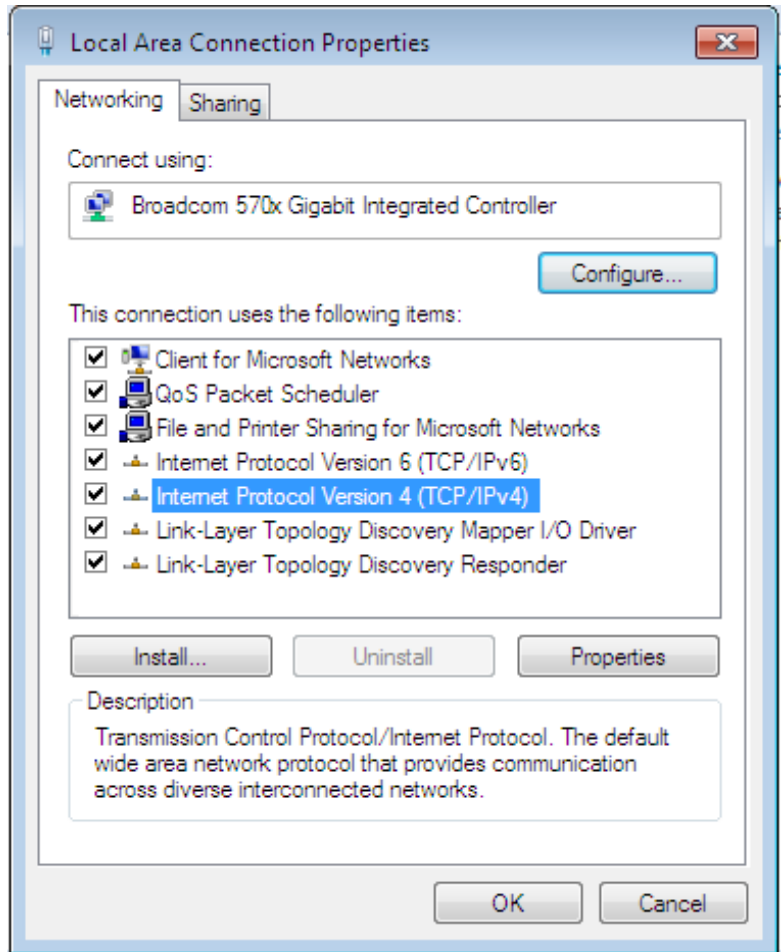 Local Area Connection Properties
Networking
Sharing
Connect using:
Broadcom 570x Gigabit Integrated Controller
Configure...
This connection uses the following items:
Client for Microsoft Networks
QoS Packet Scheduler
File and Printer Sharing for Microsoft Networks
Internet Protocol Version 6 (TCP/IPv6)
Internet Protocol Version 4 (TCP/IPv4)
Link-Layer Topology Discovery Mapper I/O Driver
Link-Layer Topology Discovery Responder
Install...
Uninstall
Properties
Description
Transmission Control Protocol/Internet Protocol. The default
wide area network protocol that provides communication
across diverse interconnected networks.
OK
Cancel